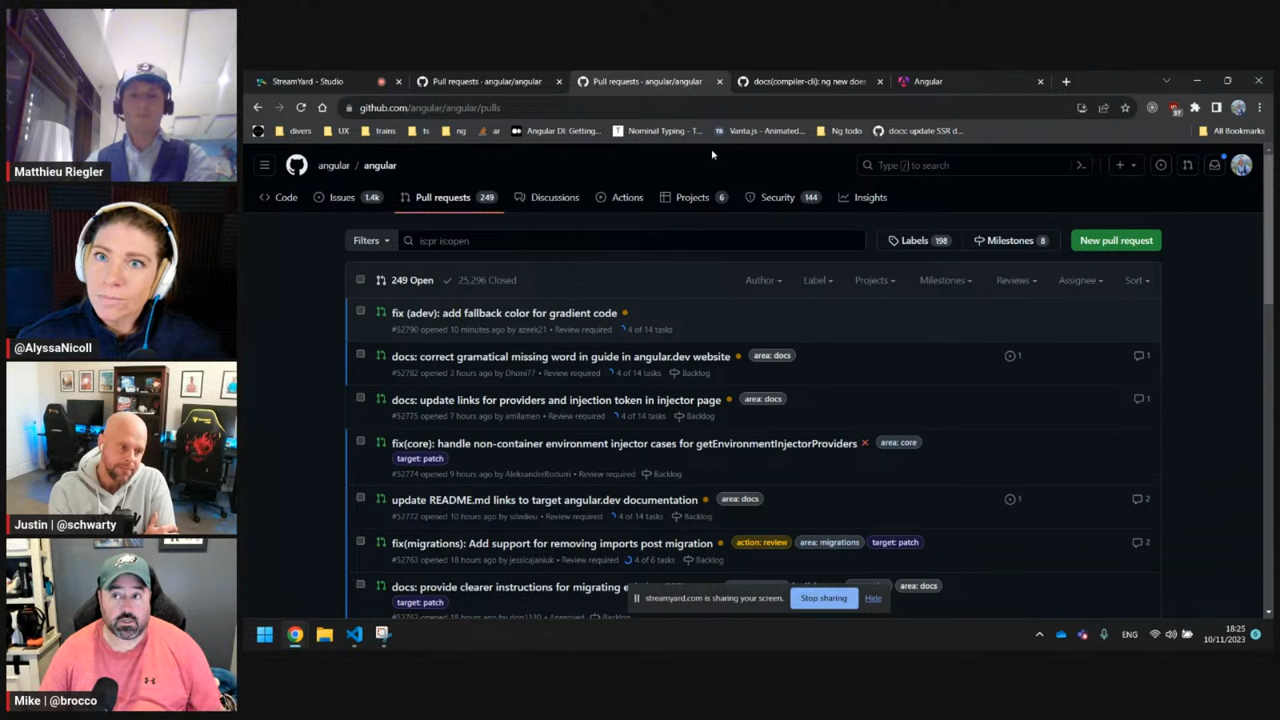 Matthieu Riegler
@AlyssaNicoll
Justin | @schwarty
Mike | @brocco
StreamYard - Studio
Pull requests · angular/angular
Pull requests · angular/angular
docs(compiler-cli): ng new does
Angular
github.com/angular/angular/pulls
divers
UX
trains
ts
ng
ar
Angular DI: Getting...
Nominal Typing - T...
Vanta.js - Animated...
Ng todo
docs: update SSR d...
All Bookmarks
angular / angular
Type / to search
Code
Issues 1.4k
Pull requests 249
Discussions
Actions
Projects 6
Security 144
Insights
Filters
is:pr is:open
Labels 198
Milestones 8
New pull request
249 Open
25,296 Closed
Author
Label
Projects
Milestones
Reviews
Assignee
Sort
fix (adev): add fallback color for gradient code
#52790 opened 10 minutes ago by azeek21 • Review required 4 of 14 tasks
docs: correct gramatical missing word in guide in angular.dev website area: docs
1
1
#52782 opened 3 hours ago by Dhoni77 • Review required 4 of 14 tasks Backlog
docs: update links for providers and injection token in injector page area: docs
1
#52775 opened 7 hours ago by amilamen • Review required 4 of 14 tasks Backlog
fix(core): handle non-container environment injector cases for getEnvironmentInjectorProviders area: core
target: patch
#52774 opened 9 hours ago by AleksanderBodurri • Review required Backlog
update README.md links to target angular.dev documentation area: docs
1
2
#52772 opened 10 hours ago by sdedieu • Review required 4 of 14 tasks Backlog
fix(migrations): Add support for removing imports post migration action: review area: migrations target: patch
2
#52763 opened 18 hours ago by jessicajaniuk • Review required 4 of 6 tasks Backlog
docs: provide clearer instructions for migrating
area: docs
target: patch
streamyard.com is sharing your screen.
Stop sharing
Hide
ENG
18:25
10/11/2023
6
37